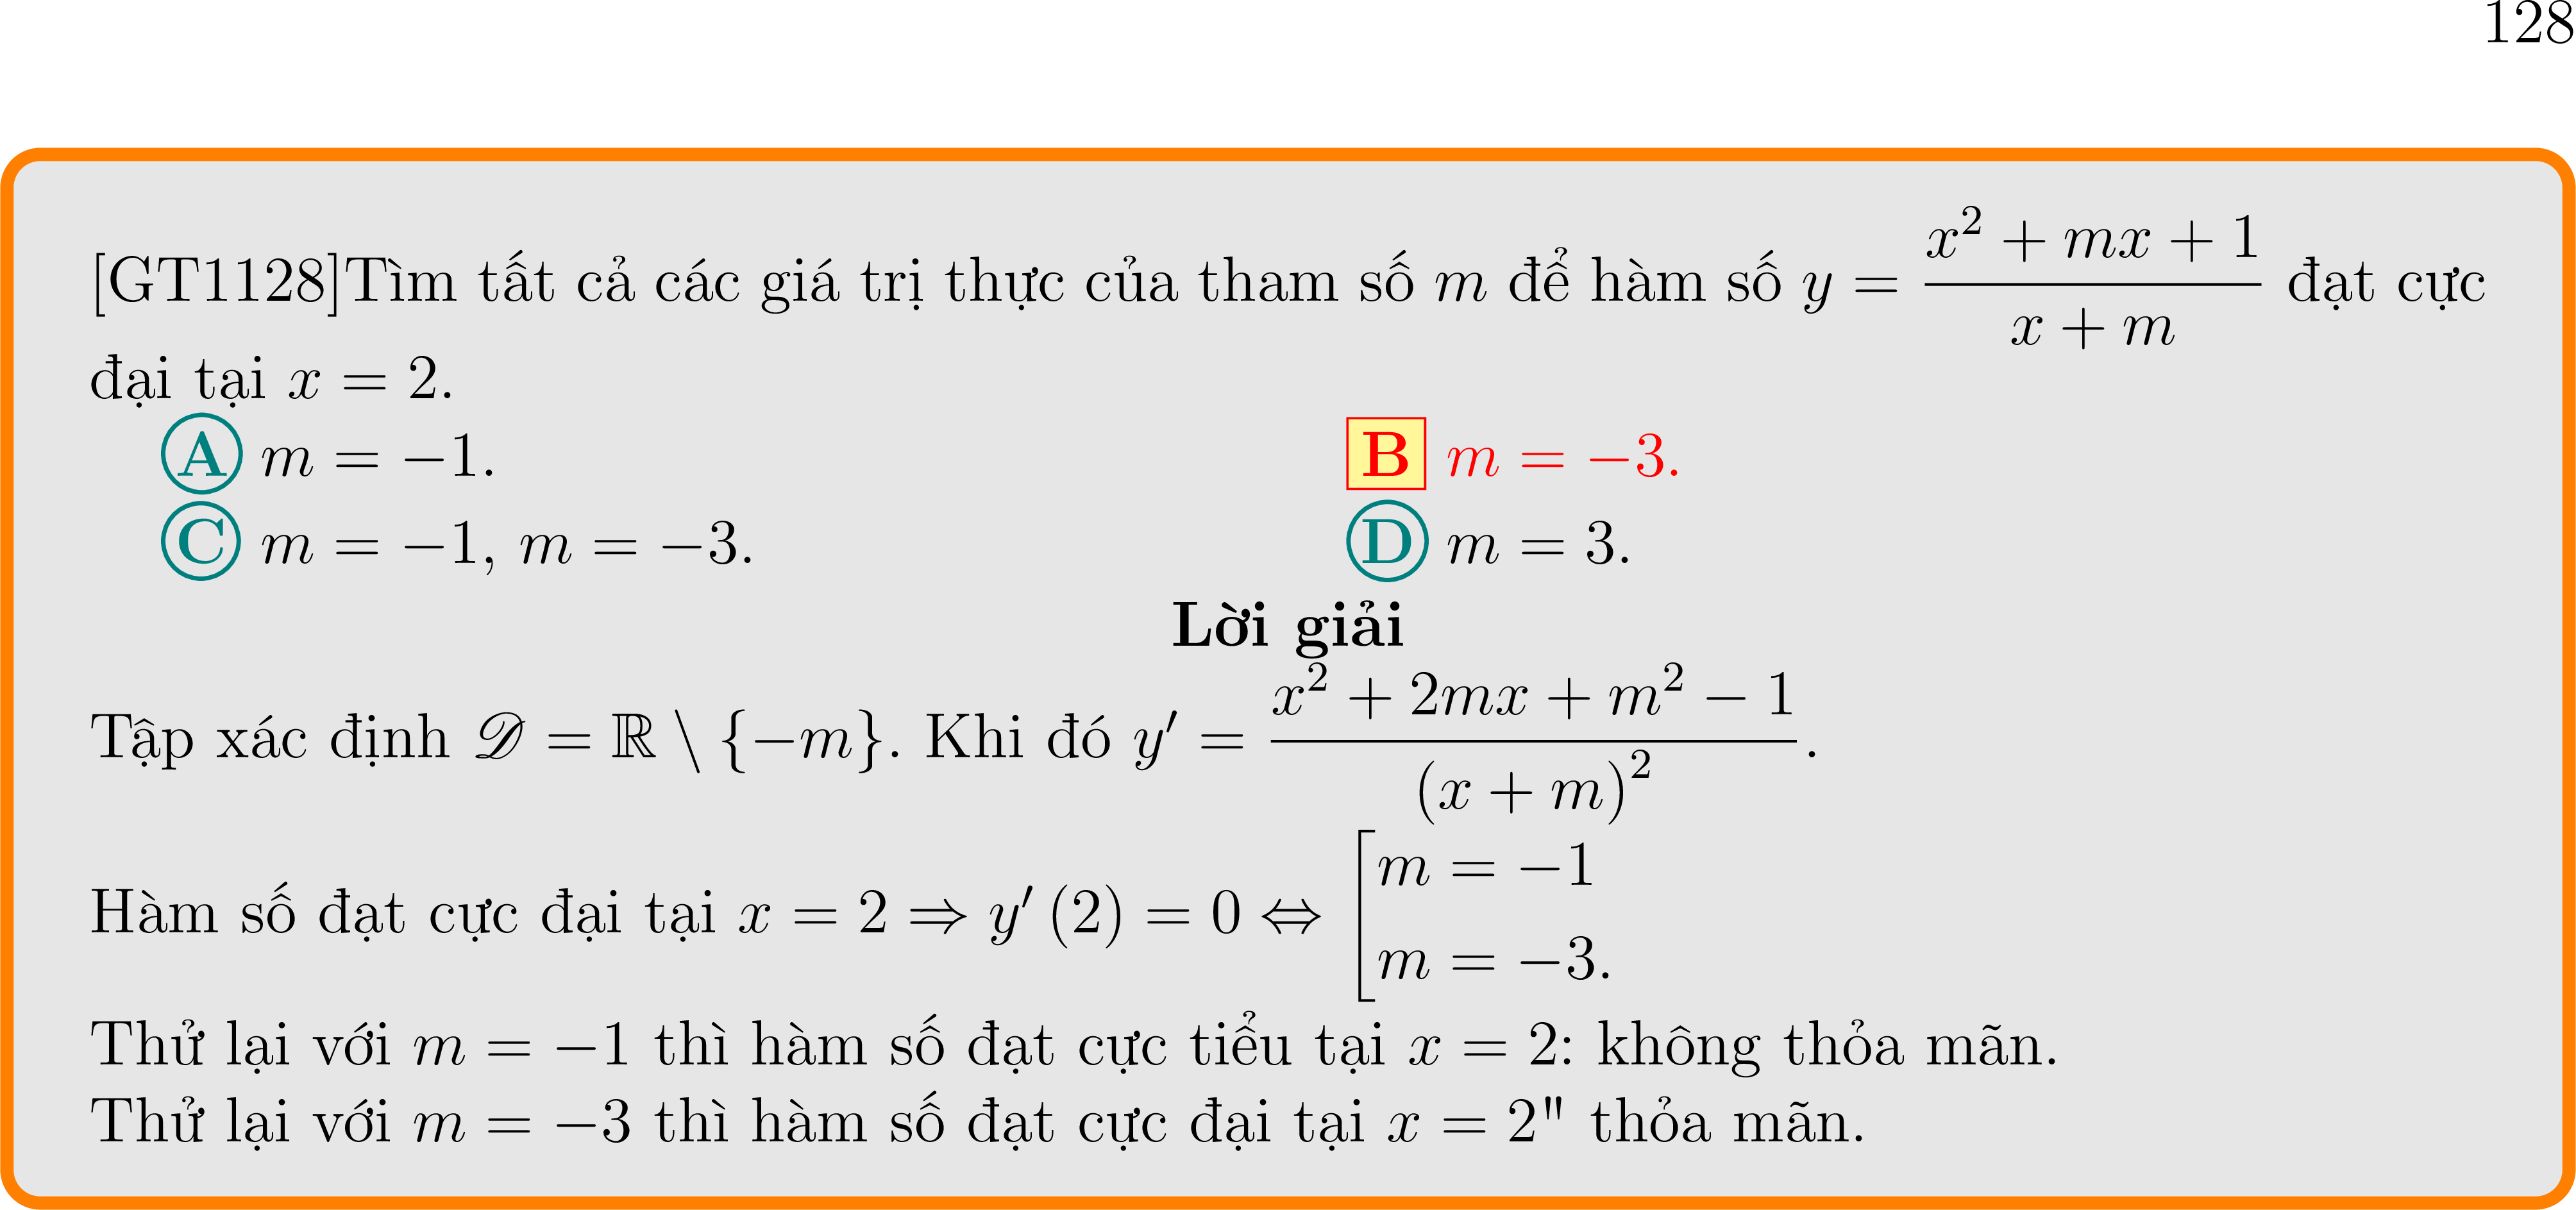 128
[GT1128]Tìm tất cả các giá trị thực của tham số $m$ để hàm số $y = \dfrac{x^2 + mx + 1}{x + m}$ đạt cực
đại tại $x = 2$.
A $m = -1$. B $m = -3$.
C $m = -1$, $m = -3$. D $m = 3$.
Lời giải
Tập xác định $\mathscr{D} = \mathbb{R} \setminus \{-m\}$. Khi đó $y' = \dfrac{x^2 + 2mx + m^2 - 1}{(x + m)^2}$.
Hàm số đạt cực đại tại $x = 2 \Rightarrow y'(2) = 0 \Leftrightarrow \left[\begin{array}{l} m = -1 \\ m = -3. \end{array}\right.$
Thử lại với $m = -1$ thì hàm số đạt cực tiểu tại $x = 2$: không thỏa mãn.
Thử lại với $m = -3$ thì hàm số đạt cực đại tại $x = 2$" thỏa mãn.